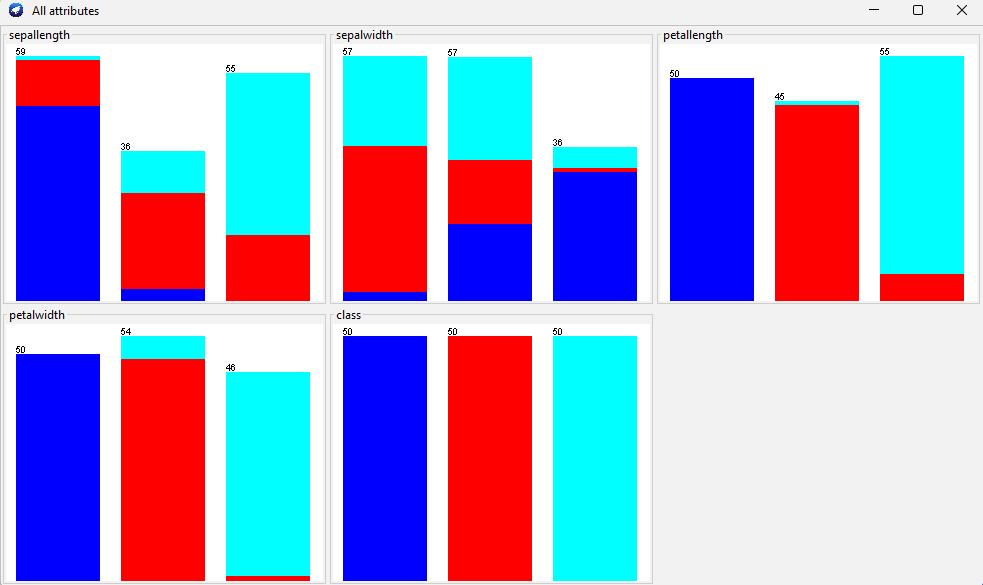 All attributes
sepallength
59
36
55
sepalwidth
57
57
36
petallength
50
45
55
petalwidth
50
54
46
class
50
50
50